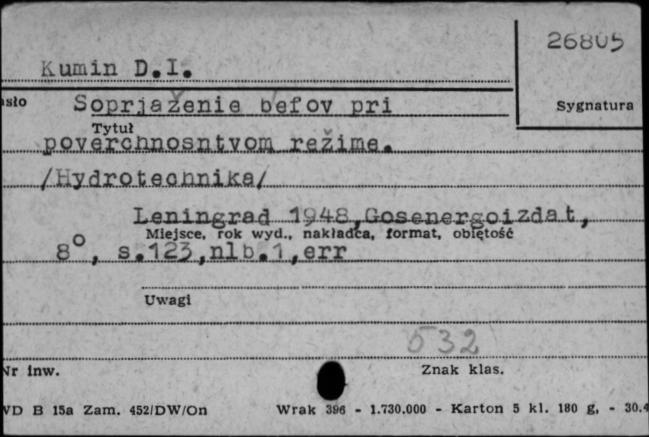 26805
Kumin D.I.
Soprjaženie b́efov pri
Sygnatura
Tytuł
poverchnosntvom režime.
/Hydrotechnika/
Leningrad 1948,Gosenergoizdat,
Miejsce, rok wyd., nakładca, format, objętość
8°, s.123,nlb.1,err
Uwagi
532
Nr inw.
Znak klas.
VD B 15a Zam. 452/DW/On Wrak 396 - 1.730.000 - Karton 5 kl. 180 g, - 30.4